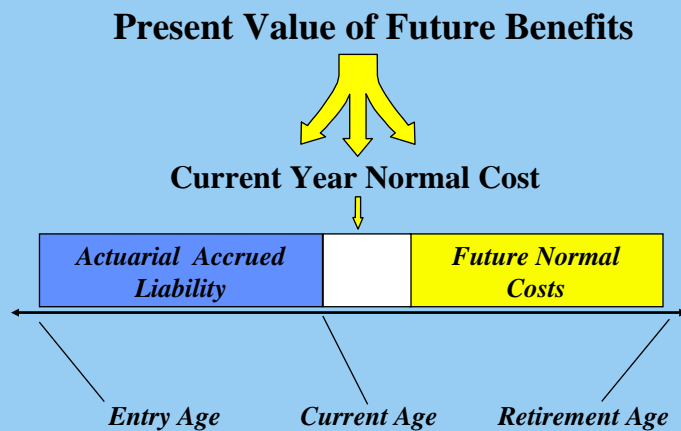 Present Value of Future Benefits
Current Year Normal Cost
Actuarial Accrued
Liability
Future Normal
Costs
Entry Age
Current Age
Retirement Age